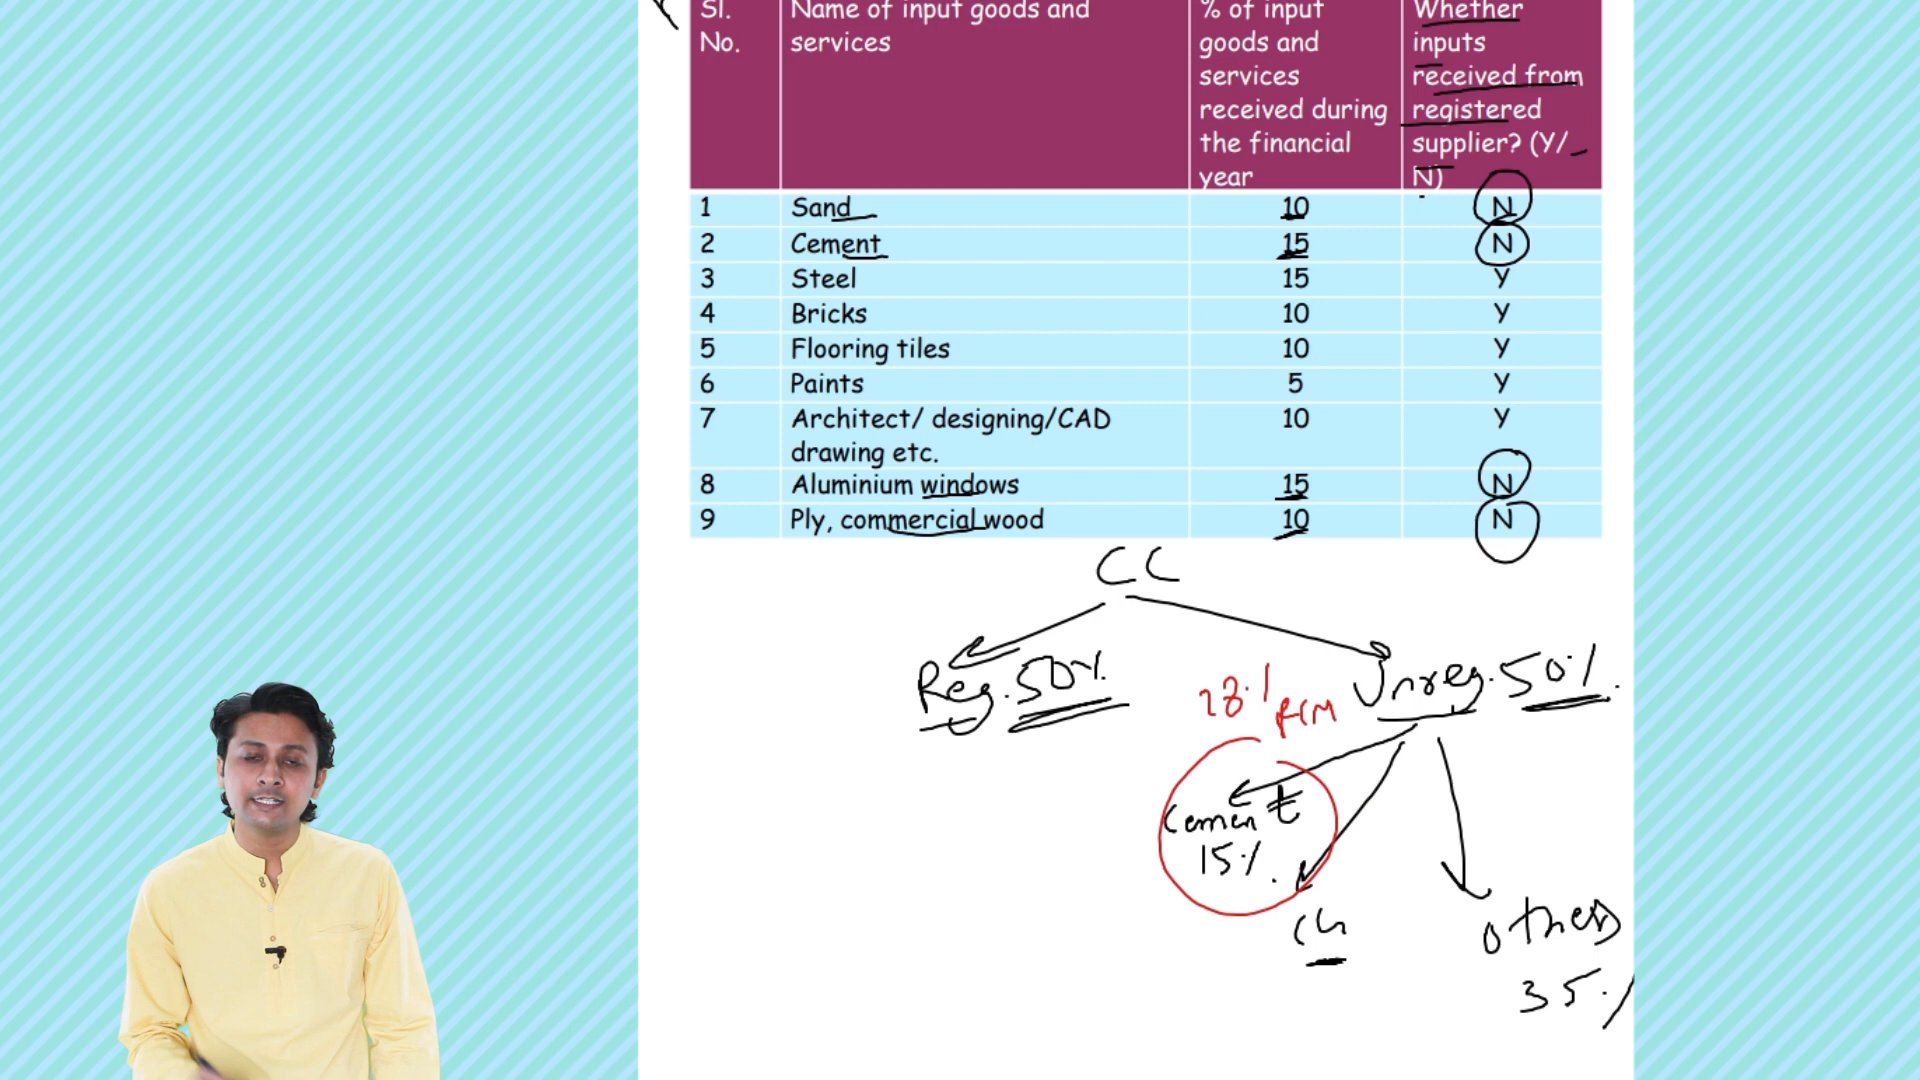 Sl. Name of input goods and % of input Whether
No. services goods and inputs
services received from
received during registered
the financial supplier? (Y/
year N)
1 Sand 10 N
2 Cement 15 N
3 Steel 15 Y
4 Bricks 10 Y
5 Flooring tiles 10 Y
6 Paints 5 Y
7 Architect/ designing/CAD 10 Y
drawing etc.
8 Aluminium windows 15 N
9 Ply, commercial wood 10 N
CC
Reg. 50% Unreg. 50%
28% RCM
Cement
15%
CG
others
35%